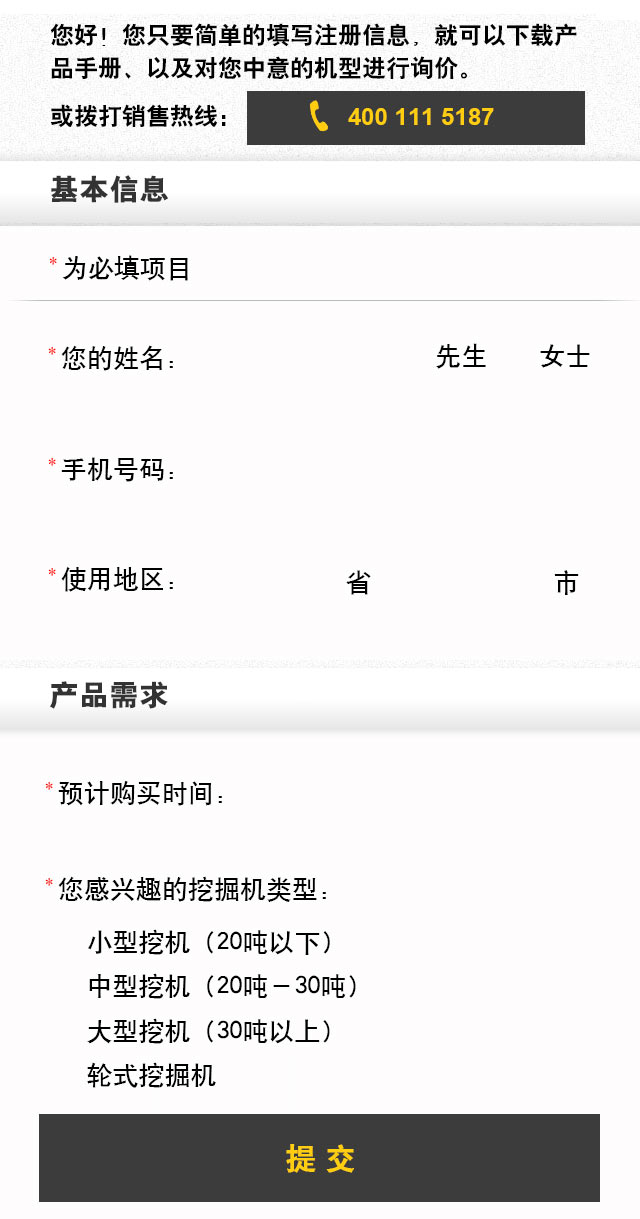 您好！您只要简单的填写注册信息，就可以下载产
品手册、以及对您中意的机型进行询价。
或拨打销售热线： 400 111 5187
基本信息
*为必填项目
*您的姓名： 先生 女士
*手机号码：
*使用地区： 省 市
产品需求
*预计购买时间：
*您感兴趣的挖掘机类型：
小型挖机（20吨以下）
中型挖机（20吨－30吨）
大型挖机（30吨以上）
轮式挖掘机
提 交